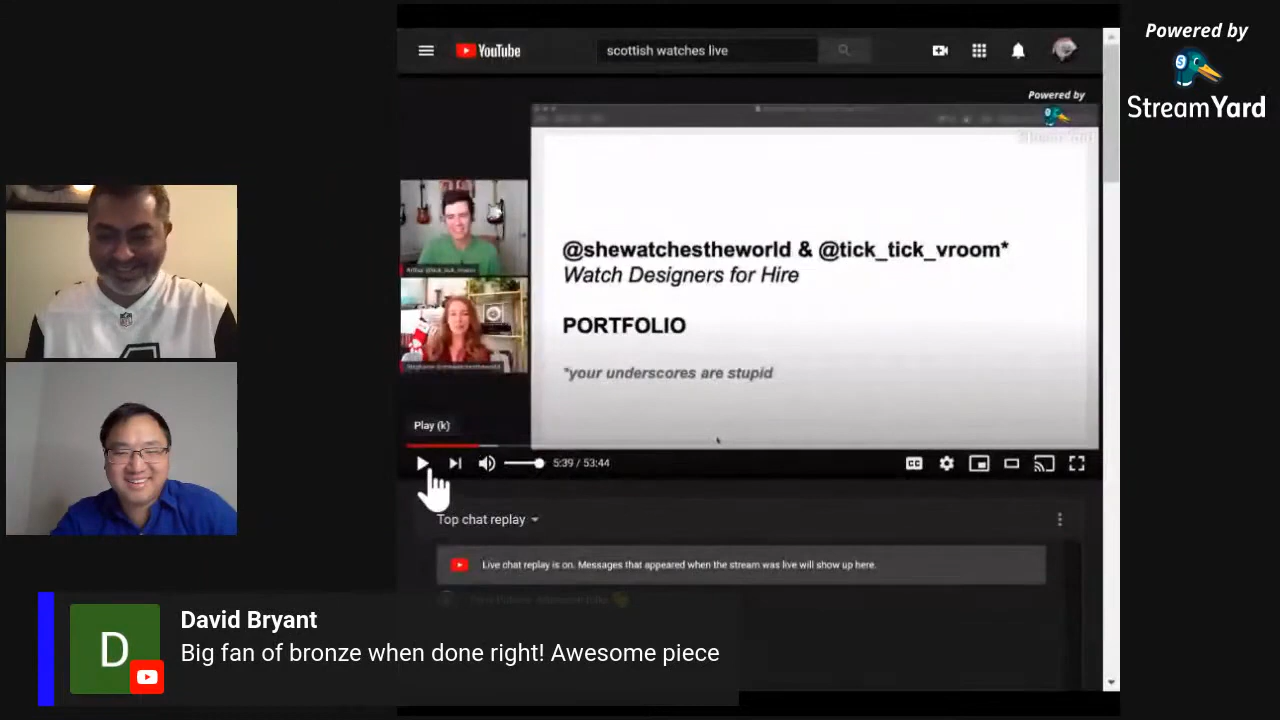 YouTube
scottish watches live
Powered by
StreamYard
Powered by
@shewatchestheworld & @tick_tick_vroom*
Watch Designers for Hire
PORTFOLIO
*your underscores are stupid
NFL
Play (k)
5:39 / 53:44
CC
Top chat replay
Live chat replay is on. Messages that appeared when the stream was live will show up here.
D
David Bryant
Big fan of bronze when done right! Awesome piece